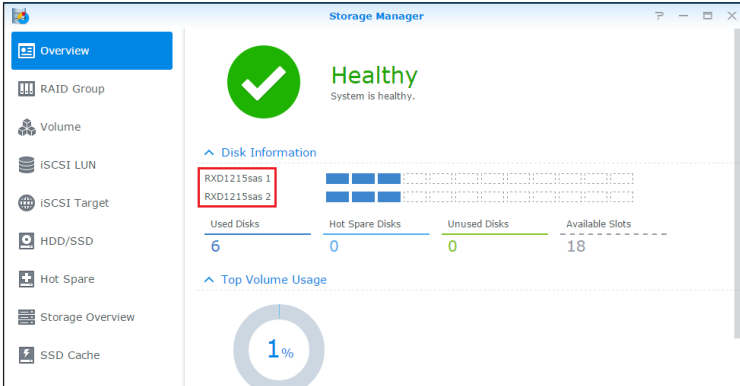 Storage Manager
Overview
RAID Group
Volume
iSCSI LUN
iSCSI Target
HDD/SSD
Hot Spare
Storage Overview
SSD Cache
Healthy
System is healthy.
Disk Information
RXD1215sas 1
RXD1215sas 2
Used Disks Hot Spare Disks Unused Disks Available Slots
6 0 0 18
Top Volume Usage
1%